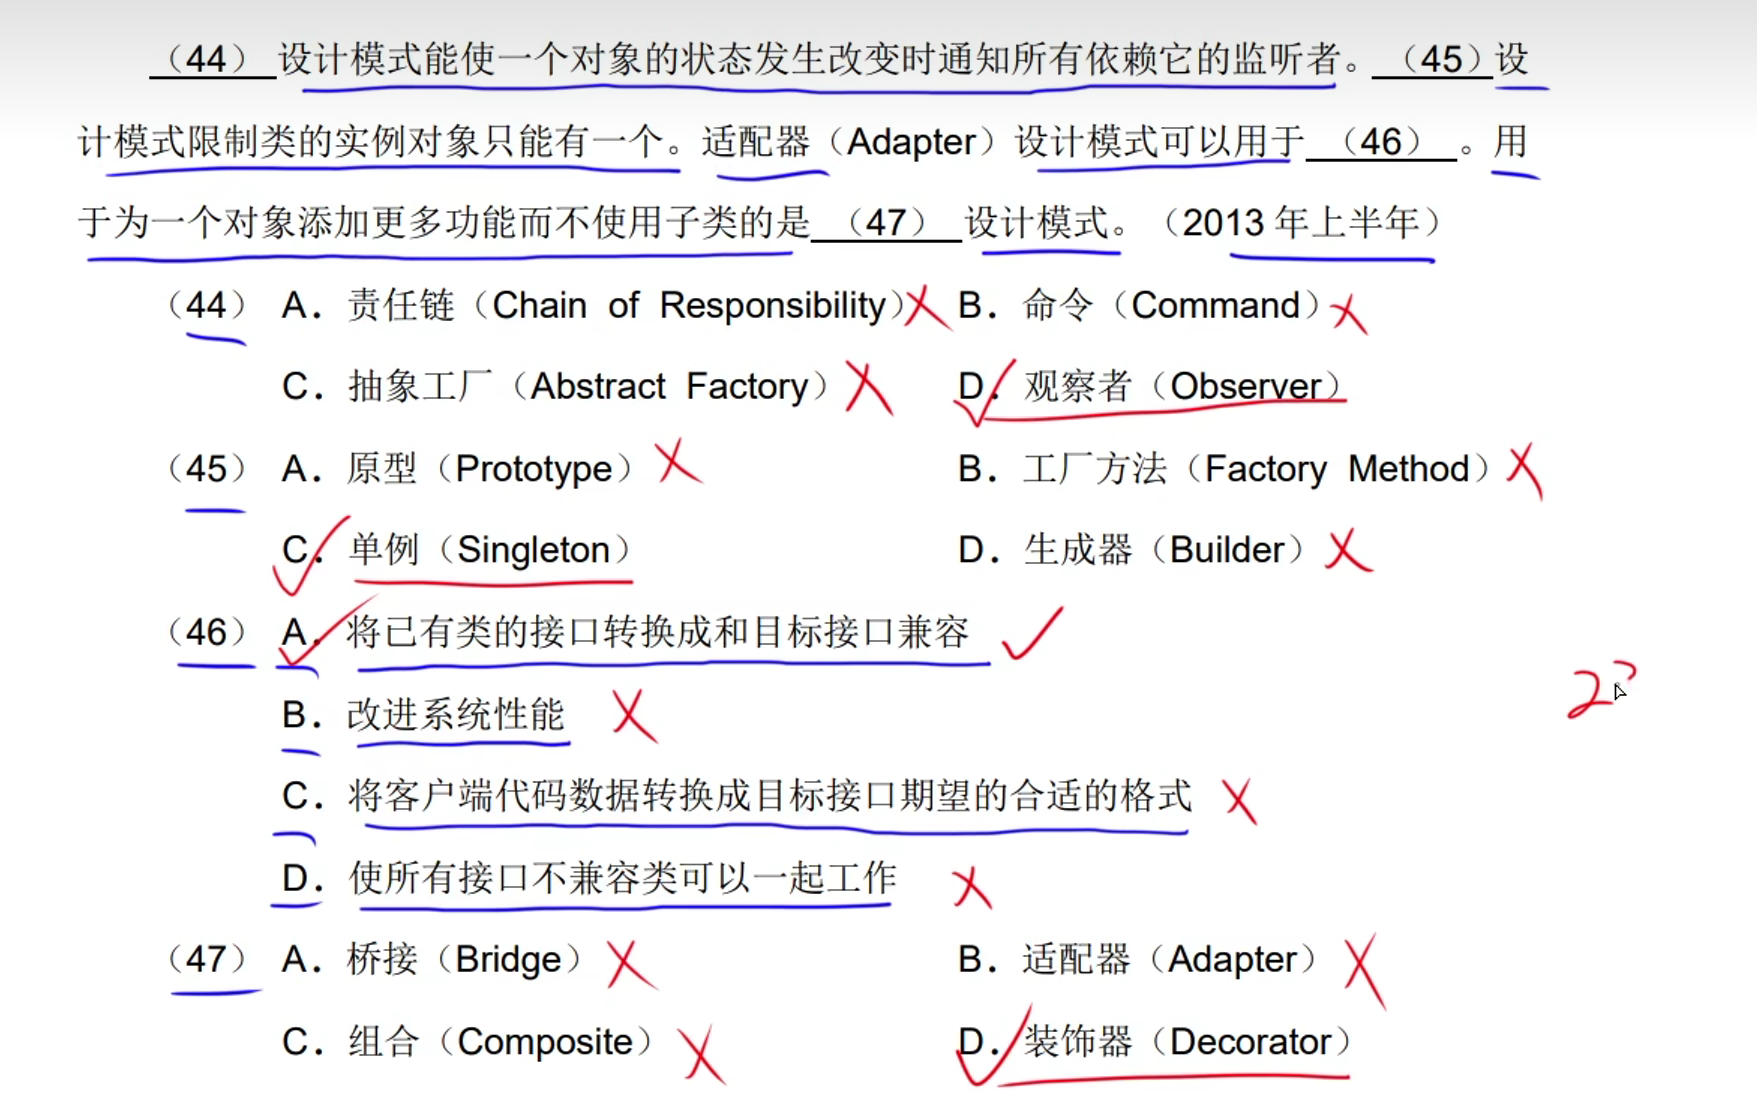 （44）设计模式能使一个对象的状态发生改变时通知所有依赖它的监听者。（45）设
计模式限制类的实例对象只能有一个。适配器（Adapter）设计模式可以用于（46）。用
于为一个对象添加更多功能而不使用子类的是（47）设计模式。（2013 年上半年）
（44） A．责任链（Chain of Responsibility） B．命令（Command）
C．抽象工厂（Abstract Factory） D．观察者（Observer）
（45） A．原型（Prototype） B．工厂方法（Factory Method）
C．单例（Singleton） D．生成器（Builder）
（46） A．将已有类的接口转换成和目标接口兼容
B．改进系统性能
C．将客户端代码数据转换成目标接口期望的合适的格式
D．使所有接口不兼容类可以一起工作
（47） A．桥接（Bridge） B．适配器（Adapter）
C．组合（Composite） D．装饰器（Decorator）